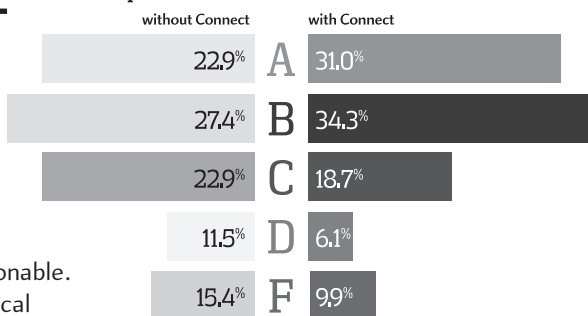 without Connect with Connect
22.9% A 31.0%
27.4% B 34.3%
22.9% C 18.7%
11.5% D 6.1%
15.4% F 9.9%
onable.
cal